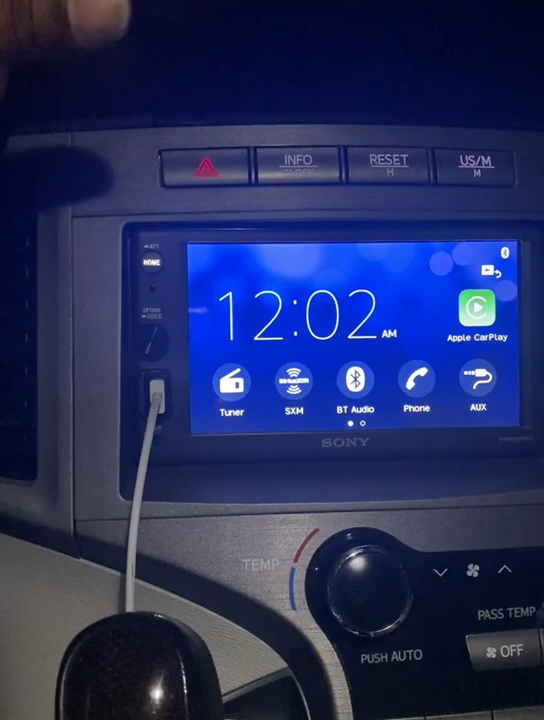 INFO
CLOCK
RESET
H
US/M
M
ATT
HOME
OPTION
VOICE
12:02 AM
Apple CarPlay
SiriusXM
Tuner
SXM
BT Audio
Phone
AUX
SONY
TEMP
PUSH AUTO
PASS TEMP
OFF